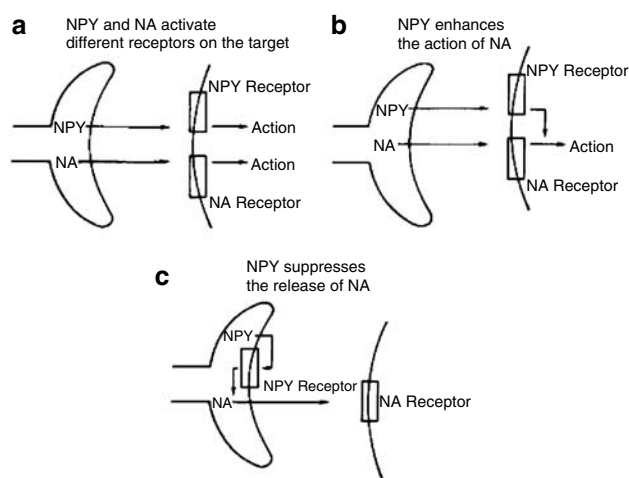 a
NPY and NA activate
different receptors on the target
NPY Receptor
NPY
Action
NA
Action
NA Receptor
b
NPY enhances
the action of NA
NPY Receptor
NPY
NA
Action
NA Receptor
c
NPY suppresses
the release of NA
NPY
NPY Receptor
NA
NA Receptor